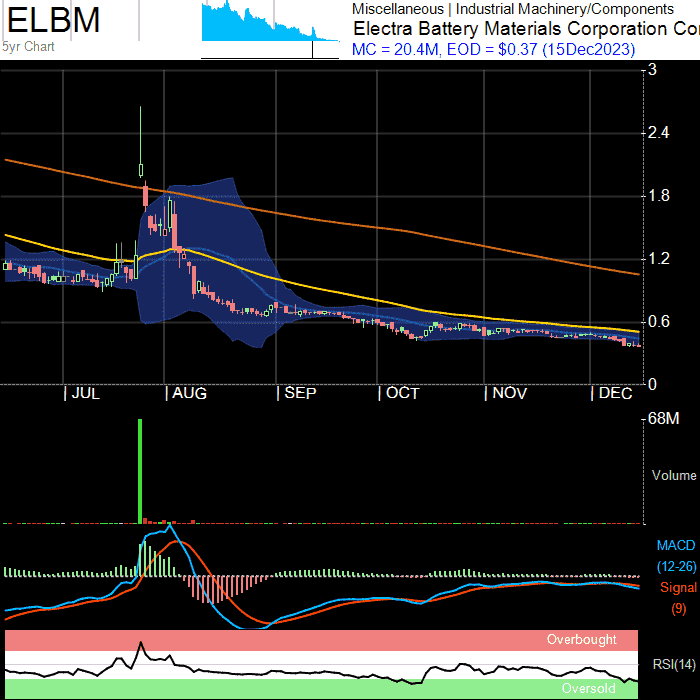 ELBM
5yr Chart
Miscellaneous | Industrial Machinery/Components
Electra Battery Materials Corporation
MC = 20.4M, EOD = $0.37 (15Dec2023)
3
2.4
1.8
1.2
0.6
0
| JUL | AUG | SEP | OCT | NOV | DEC
68M
Volume
MACD
(12-26)
Signal
(9)
Overbought
RSI(14)
Oversold